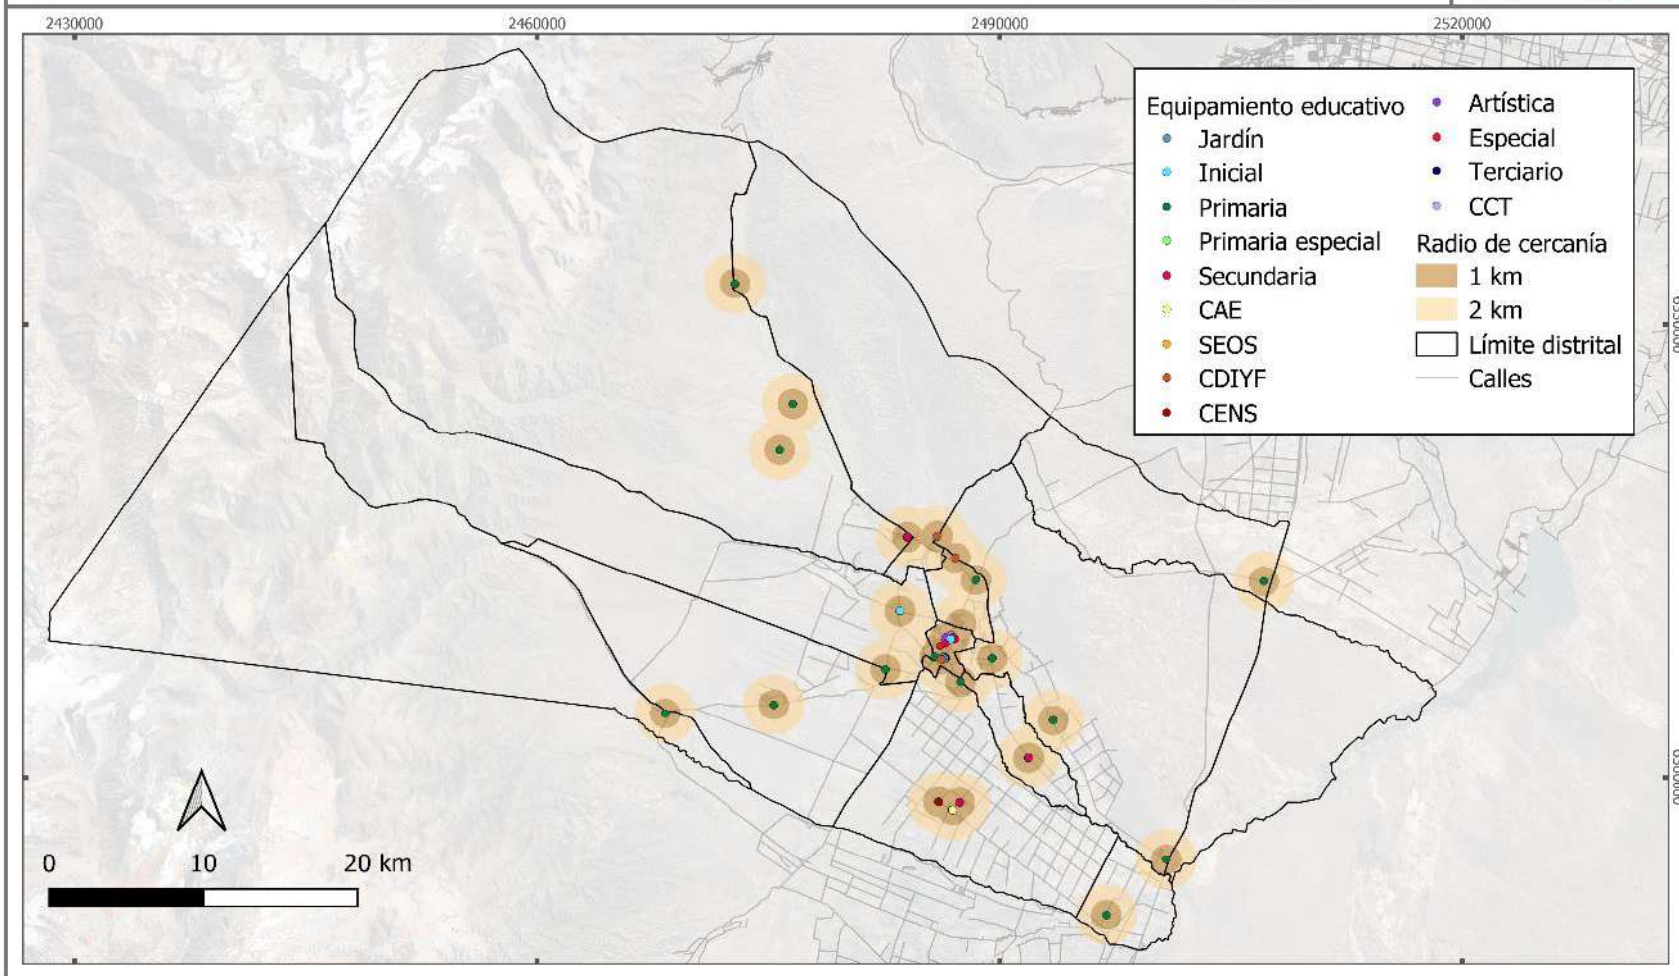 2430000
2460000
2490000
2520000
Equipamiento educativo
Jardín
Inicial
Primaria
Primaria especial
Secundaria
CAE
SEOS
CDIYF
CENS
Artística
Especial
Terciario
CCT
Radio de cercanía
1 km
2 km
Límite distrital
Calles
0 10 20 km